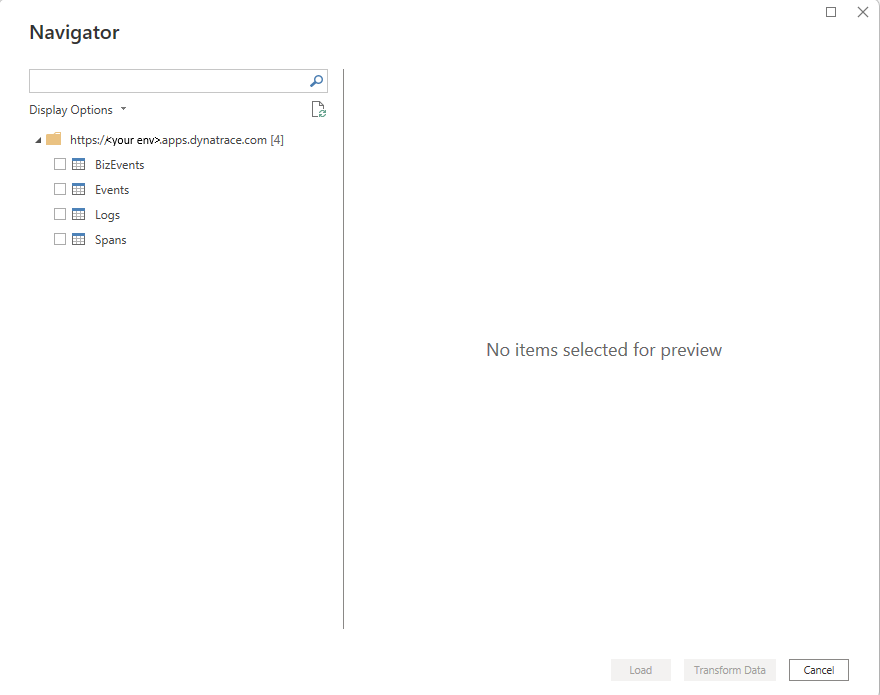 Navigator
Display Options
https://<your env>.apps.dynatrace.com [4]
BizEvents
Events
Logs
Spans
No items selected for preview
Load
Transform Data
Cancel